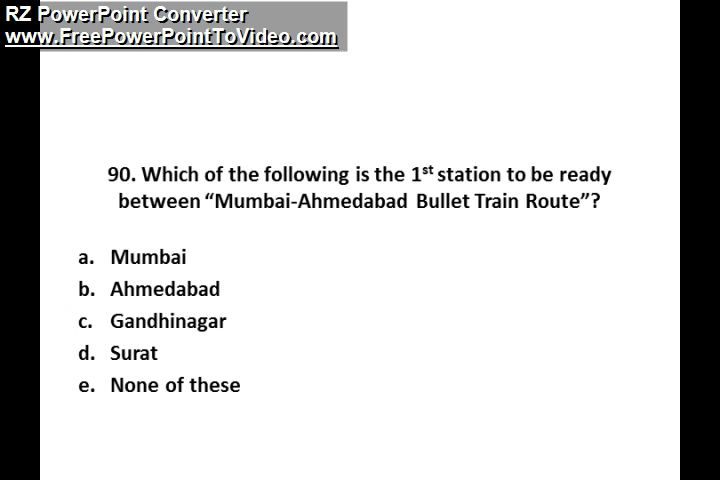 RZ PowerPoint Converter
www.FreePowerPointToVideo.com
90. Which of the following is the 1st station to be ready
between “Mumbai-Ahmedabad Bullet Train Route”?
a. Mumbai
b. Ahmedabad
c. Gandhinagar
d. Surat
e. None of these